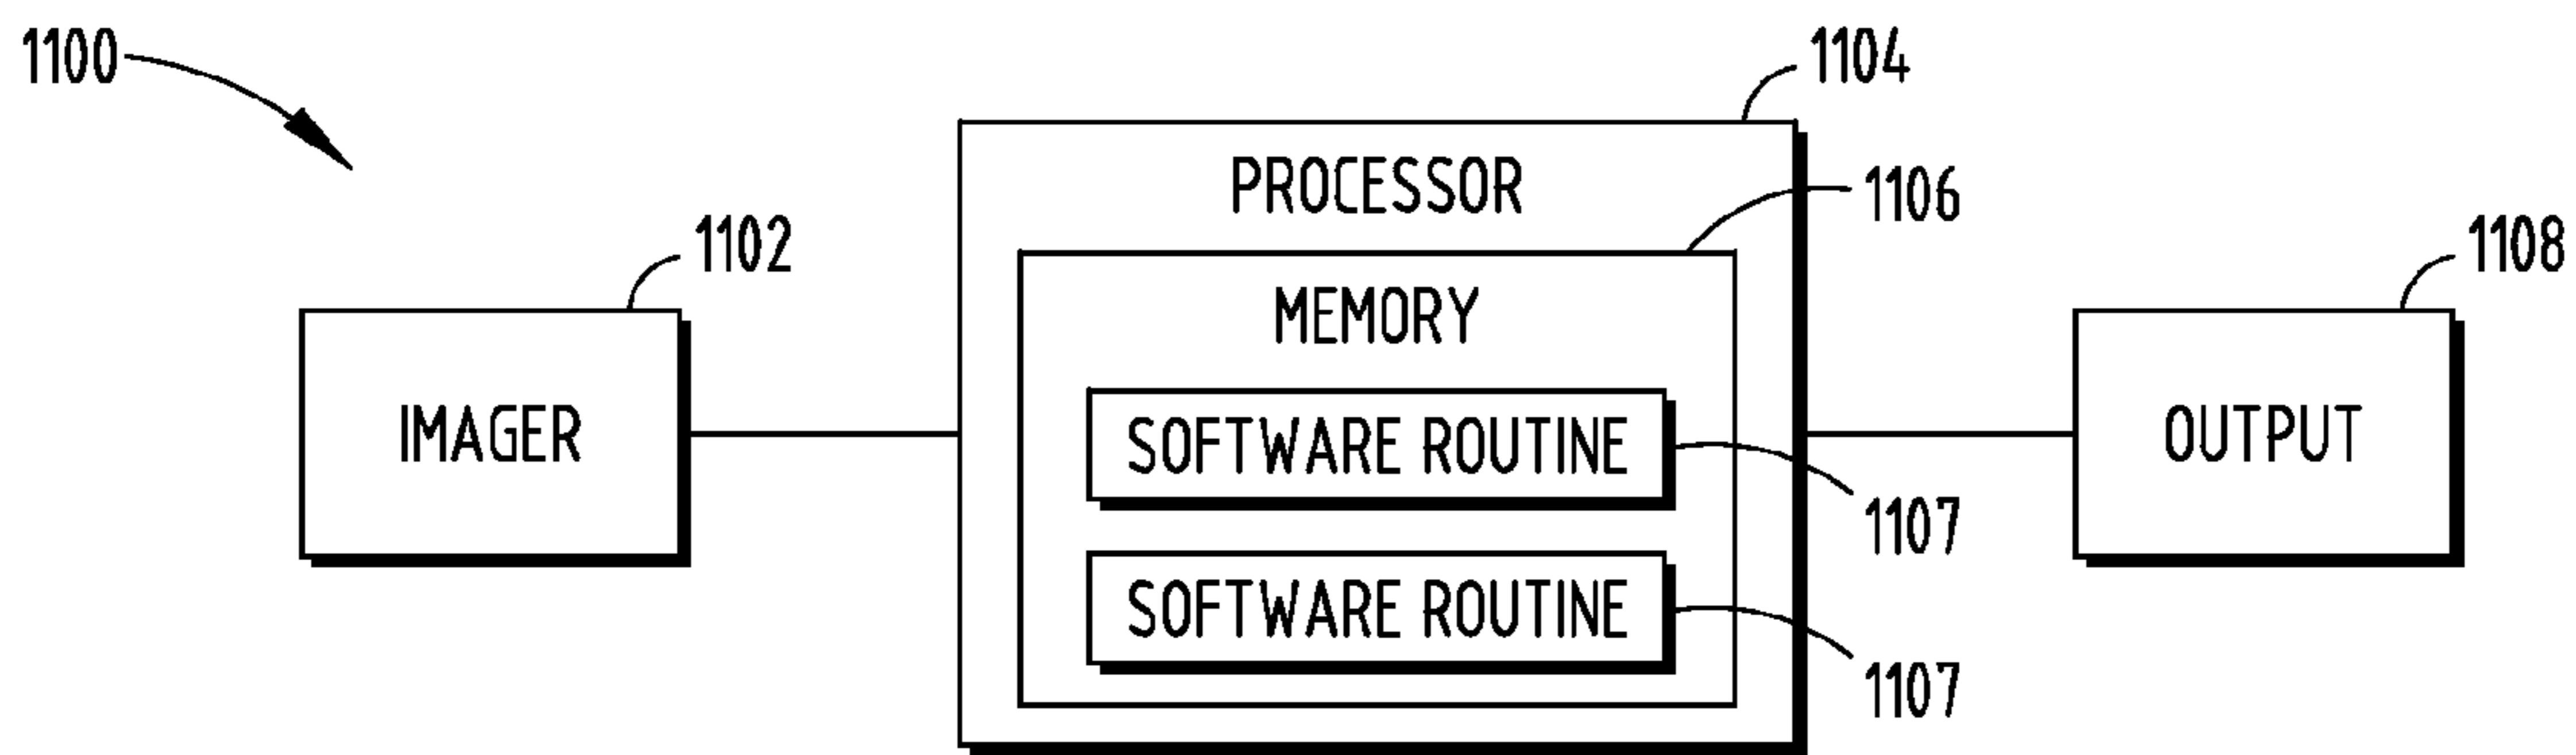 1100
1104
PROCESSOR
1106
1102
1108
MEMORY
IMAGER
SOFTWARE ROUTINE
OUTPUT
1107
SOFTWARE ROUTINE
1107